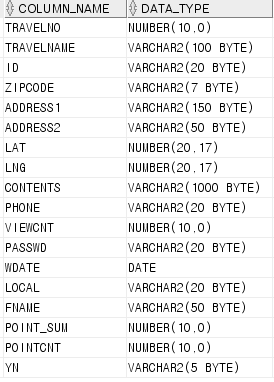 COLUMN_NAME DATA_TYPE
TRAVELNO NUMBER(10,0)
TRAVELNAME VARCHAR2(100 BYTE)
ID VARCHAR2(20 BYTE)
ZIPCODE VARCHAR2(7 BYTE)
ADDRESS1 VARCHAR2(150 BYTE)
ADDRESS2 VARCHAR2(50 BYTE)
LAT NUMBER(20,17)
LNG NUMBER(20,17)
CONTENTS VARCHAR2(1000 BYTE)
PHONE VARCHAR2(20 BYTE)
VIEWCNT NUMBER(10,0)
PASSWD VARCHAR2(20 BYTE)
WDATE DATE
LOCAL VARCHAR2(20 BYTE)
FNAME VARCHAR2(50 BYTE)
POINT_SUM NUMBER(10,0)
POINTCNT NUMBER(10,0)
YN VARCHAR2(5 BYTE)